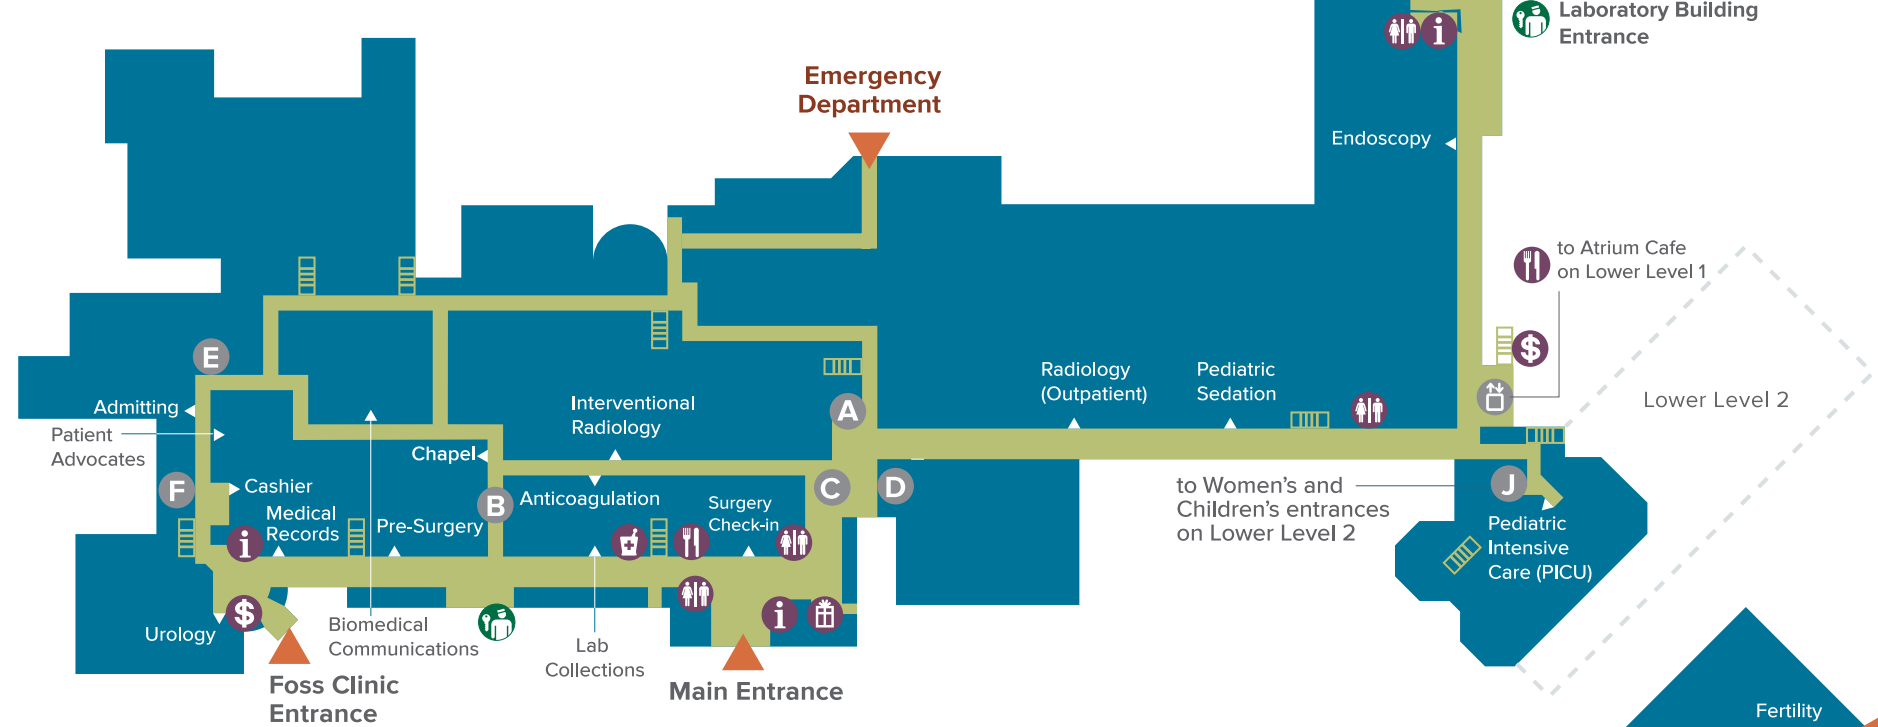 Laboratory Building
Entrance
Emergency
Department
Endoscopy
to Atrium Cafe
on Lower Level 1
$
E
Radiology
(Outpatient)
Pediatric
Sedation
Lower Level 2
Admitting
Interventional
Radiology
A
Patient
Advocates
Chapel
F
Cashier
B
Anticoagulation
Surgery
Check-in
C
D
to Women's and
Children's entrances
on Lower Level 2
J
Medical
Records
Pre-Surgery
Pediatric
Intensive
Care (PICU)
i
i
i
$
Urology
Biomedical
Communications
Lab
Collections
Foss Clinic
Entrance
Main Entrance
Fertility